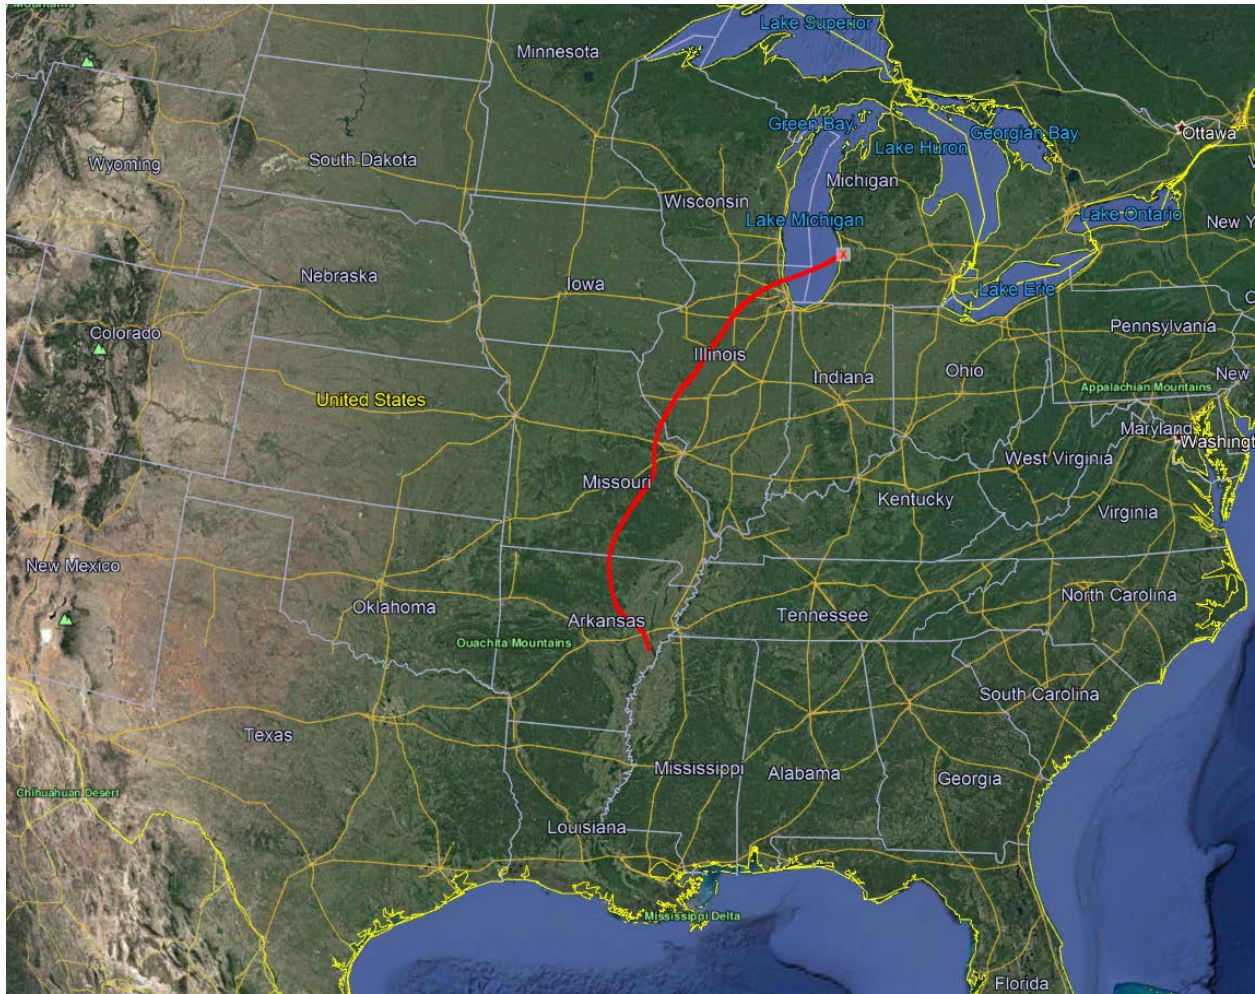 Mountains
Minnesota
Lake Superior
Green Bay
Georgian Bay
Ottawa
Lake Huron
Wyoming
South Dakota
Michigan
Wisconsin
Lake Michigan
Lake Ontario
New Y
Nebraska
Iowa
X
Lake Erie
Colorado
Illinois
Pennsylvania
Indiana
Ohio
New
United States
Appalachian Mountains
Maryland
Washingt
West Virginia
Missouri
Kentucky
Virginia
New Mexico
Oklahoma
Arkansas
Tennessee
North Carolina
Ouachita Mountains
South Carolina
Texas
Mississippi
Alabama
Georgia
Chihuahuan Desert
Louisiana
Mississippi Delta
Florida